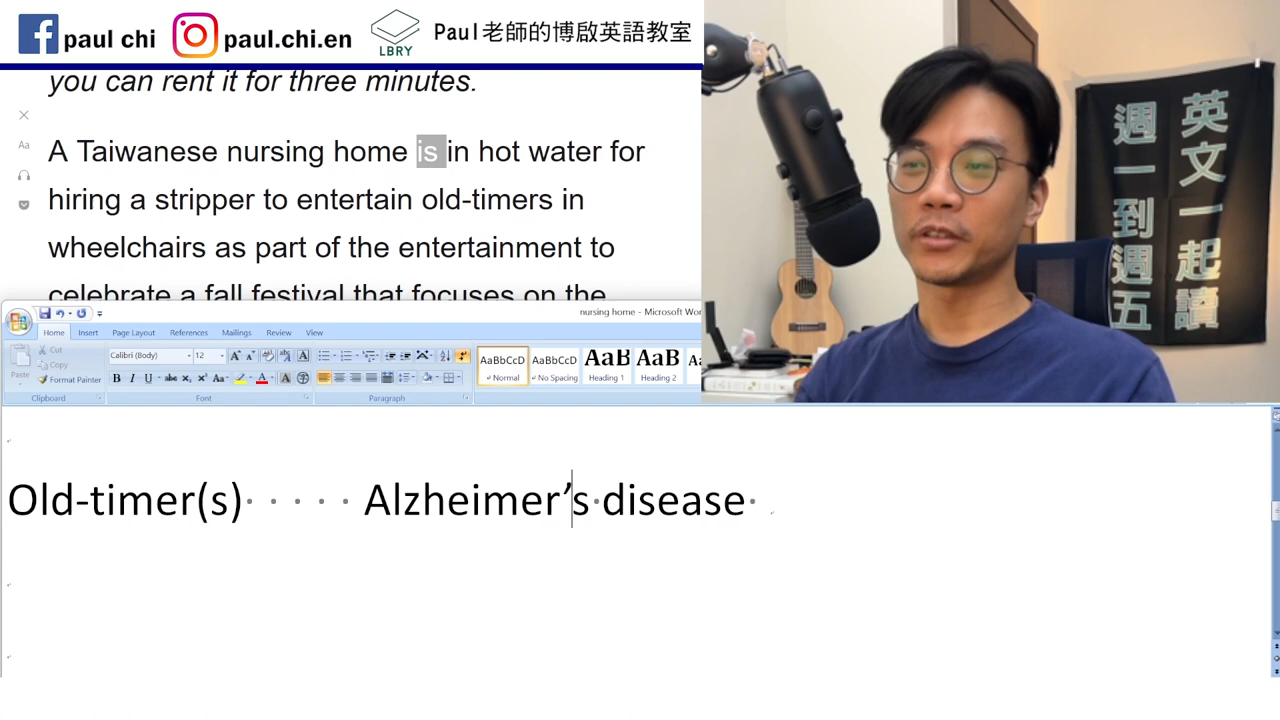 paul chi
paul.chi.en
LBRY
Paul老師的博啟英語教室
you can rent it for three minutes.
A Taiwanese nursing home is in hot water for
hiring a stripper to entertain old-timers in
wheelchairs as part of the entertainment to
celebrate a fall festival that focuses on the
Aa
nursing home - Microsoft Wor
Home Insert Page Layout References Mailings Review View
Paste
Cut
Copy
Format Painter
Clipboard
Calibri (Body) 12
Font
Paragraph
AaBbCcD AaBbCcD AaB AaB
Normal No Spacing Heading 1 Heading 2
Old-timer(s) Alzheimer’s disease
英文一起讀
週一到週五